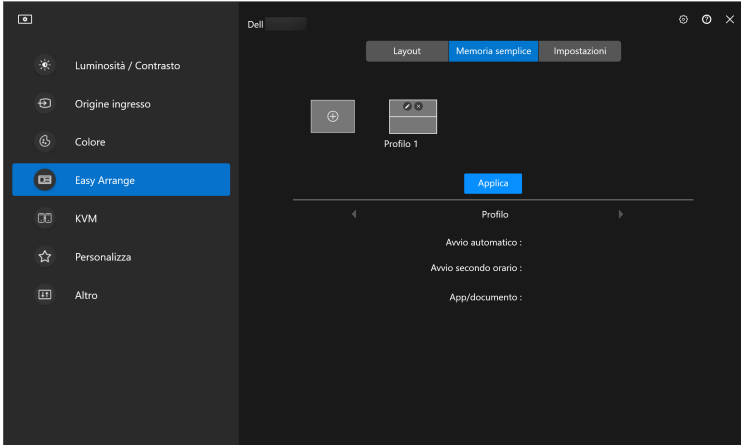 Dell
Layout
Memoria semplice
Impostazioni
Luminosità / Contrasto
Origine ingresso
Colore
Easy Arrange
KVM
Personalizza
Altro
Profilo 1
Applica
Profilo
Avvio automatico :
Avvio secondo orario :
App/documento :